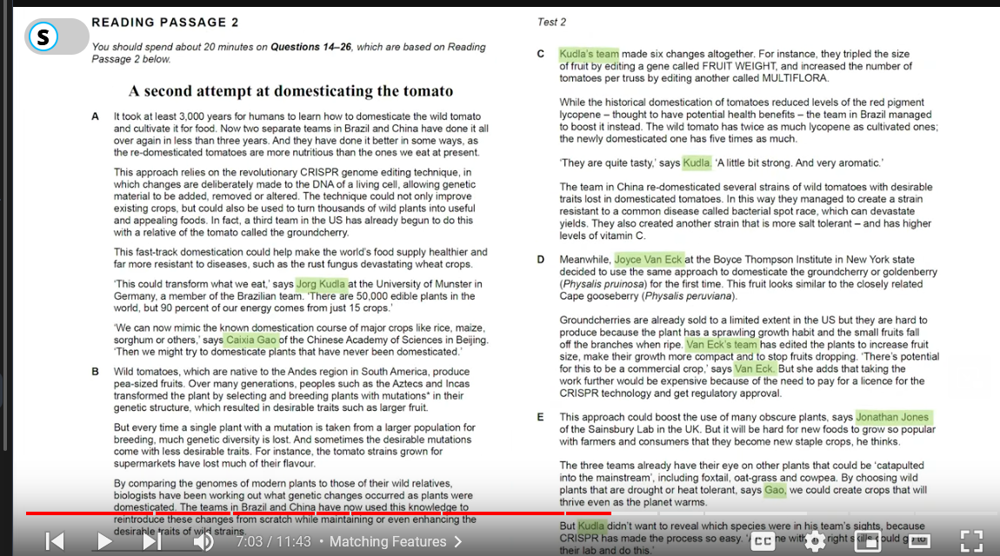 READING PASSAGE 2
You should spend about 20 minutes on Questions 14–26, which are based on Reading
Passage 2 below.
A second attempt at domesticating the tomato
A It took at least 3,000 years for humans to learn how to domesticate the wild tomato
and cultivate it for food. Now two separate teams in Brazil and China have done it all
over again in less than three years. And they have done it better in some ways, as
the re-domesticated tomatoes are more nutritious than the ones we eat at present.
This approach relies on the revolutionary CRISPR genome editing technique, in
which changes are deliberately made to the DNA of a living cell, allowing genetic
material to be added, removed or altered. The technique could not only improve
existing crops, but could also be used to turn thousands of wild plants into useful
and appealing foods. In fact, a third team in the US has already begun to do this
with a relative of the tomato called the groundcherry.
This fast-track domestication could help make the world's food supply healthier and
far more resistant to diseases, such as the rust fungus devastating wheat crops.
'This could transform what we eat,' says Jorg Kudla at the University of Munster in
Germany, a member of the Brazilian team. 'There are 50,000 edible plants in the
world, but 90 percent of our energy comes from just 15 crops.'
'We can now mimic the known domestication course of major crops like rice, maize,
sorghum or others,' says Caixia Gao of the Chinese Academy of Sciences in Beijing.
'Then we might try to domesticate plants that have never been domesticated.'
B Wild tomatoes, which are native to the Andes region in South America, produce
pea-sized fruits. Over many generations, peoples such as the Aztecs and Incas
transformed the plant by selecting and breeding plants with mutations* in their
genetic structure, which resulted in desirable traits such as larger fruit.
But every time a single plant with a mutation is taken from a larger population for
breeding, much genetic diversity is lost. And sometimes the desirable mutations
come with less desirable traits. For instance, the tomato strains grown for
supermarkets have lost much of their flavour.
By comparing the genomes of modern plants to those of their wild relatives,
biologists have been working out what genetic changes occurred as plants were
domesticated. The teams in Brazil and China have now used this knowledge to
reintroduce these changes from scratch while maintaining or even enhancing the
desirable traits of wild strains.
Test 2
C Kudla's team made six changes altogether. For instance, they tripled the size
of fruit by editing a gene called FRUIT WEIGHT, and increased the number of
tomatoes per truss by editing another called MULTIFLORA.
While the historical domestication of tomatoes reduced levels of the red pigment
lycopene – thought to have potential health benefits – the team in Brazil managed
to boost it instead. The wild tomato has twice as much lycopene as cultivated ones;
the newly domesticated one has five times as much.
'They are quite tasty,' says Kudla. 'A little bit strong. And very aromatic.'
The team in China re-domesticated several strains of wild tomatoes with desirable
traits lost in domesticated tomatoes. In this way they managed to create a strain
resistant to a common disease called bacterial spot race, which can devastate
yields. They also created another strain that is more salt tolerant – and has higher
levels of vitamin C.
D Meanwhile, Joyce Van Eck at the Boyce Thompson Institute in New York state
decided to use the same approach to domesticate the groundcherry or goldenberry
(Physalis pruinosa) for the first time. This fruit looks similar to the closely related
Cape gooseberry (Physalis peruviana).
Groundcherries are already sold to a limited extent in the US but they are hard to
produce because the plant has a sprawling growth habit and the small fruits fall
off the branches when ripe. Van Eck's team has edited the plants to increase fruit
size, make their growth more compact and to stop fruits dropping. 'There's potential
for this to be a commercial crop,' says Van Eck. But she adds that taking the
work further would be expensive because of the need to pay for a licence for the
CRISPR technology and get regulatory approval.
E This approach could boost the use of many obscure plants, says Jonathan Jones
of the Sainsbury Lab in the UK. But it will be hard for new foods to grow so popular
with farmers and consumers that they become new staple crops, he thinks.
The three teams already have their eye on other plants that could be 'catapulted
into the mainstream', including foxtail, oat-grass and cowpea. By choosing wild
plants that are drought or heat tolerant, says Gao, we could create crops that will
thrive even as the planet warms.
But Kudla didn't want to reveal which species were in his team's sights, because
CRISPR has made the process so easy. right skills could go to
their lab and do this.'
S
7:03 / 11:43 • Matching Features
CC